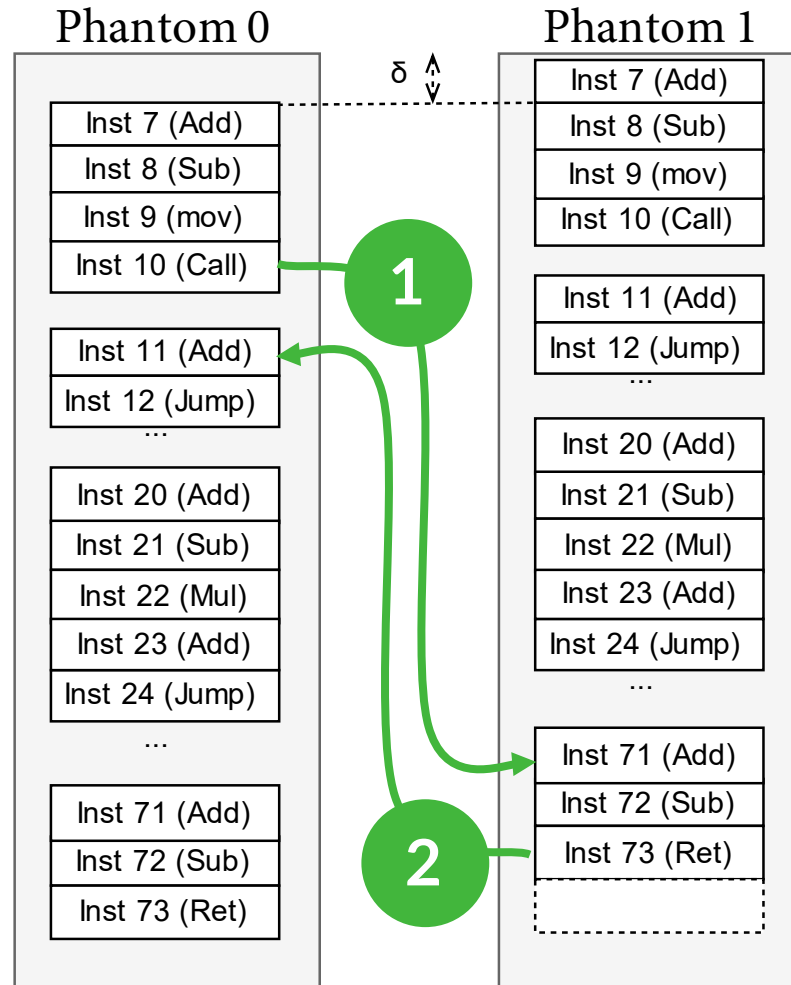 Phantom 0
Inst 7 (Add)
Inst 8 (Sub)
Inst 9 (mov)
Inst 10 (Call)
Inst 11 (Add)
Inst 12 (Jump)
...
Inst 20 (Add)
Inst 21 (Sub)
Inst 22 (Mul)
Inst 23 (Add)
Inst 24 (Jump)
...
Inst 71 (Add)
Inst 72 (Sub)
Inst 73 (Ret)
δ
1
2
Phantom 1
Inst 7 (Add)
Inst 8 (Sub)
Inst 9 (mov)
Inst 10 (Call)
Inst 11 (Add)
Inst 12 (Jump)
...
Inst 20 (Add)
Inst 21 (Sub)
Inst 22 (Mul)
Inst 23 (Add)
Inst 24 (Jump)
...
Inst 71 (Add)
Inst 72 (Sub)
Inst 73 (Ret)